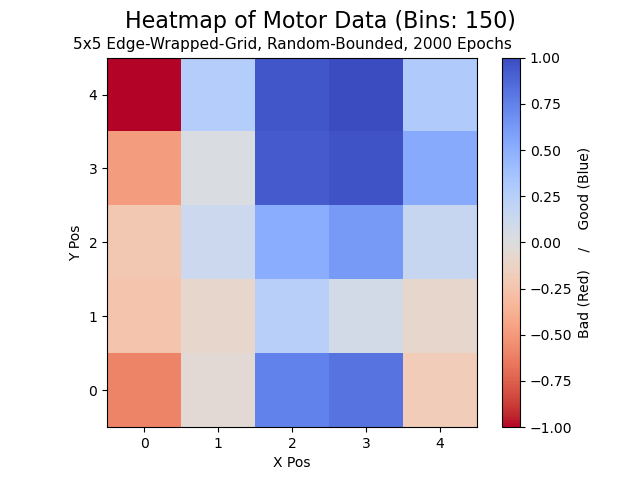 Heatmap of Motor Data (Bins: 150)
5x5 Edge-Wrapped-Grid, Random-Bounded, 2000 Epochs
4
3
2
1
0
Y Pos
0 1 2 3 4
X Pos
1.00
0.75
0.50
0.25
0.00
−0.25
−0.50
−0.75
−1.00
Bad (Red) / Good (Blue)